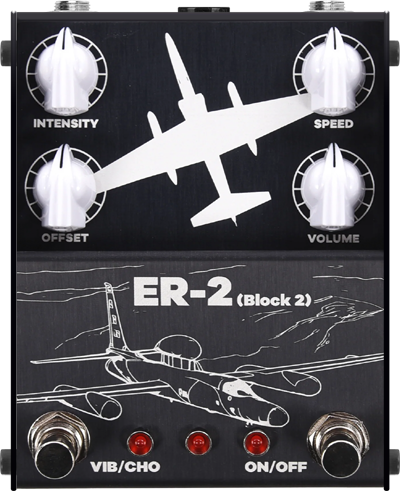 INTENSITY
SPEED
OFFSET
VOLUME
ER-2 (Block 2)
VIB/CHO
ON/OFF